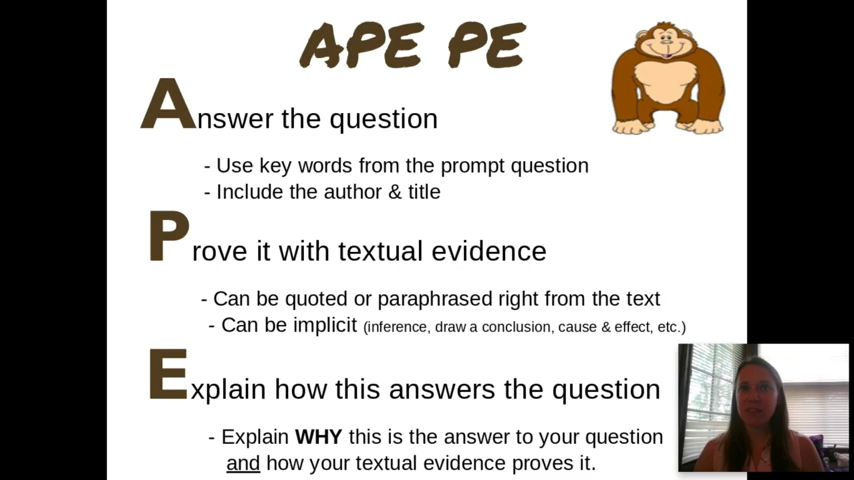 APE PE
Answer the question
- Use key words from the prompt question
- Include the author & title
Prove it with textual evidence
- Can be quoted or paraphrased right from the text
- Can be implicit (inference, draw a conclusion, cause & effect, etc.)
Explain how this answers the question
- Explain WHY this is the answer to your question
and how your textual evidence proves it.